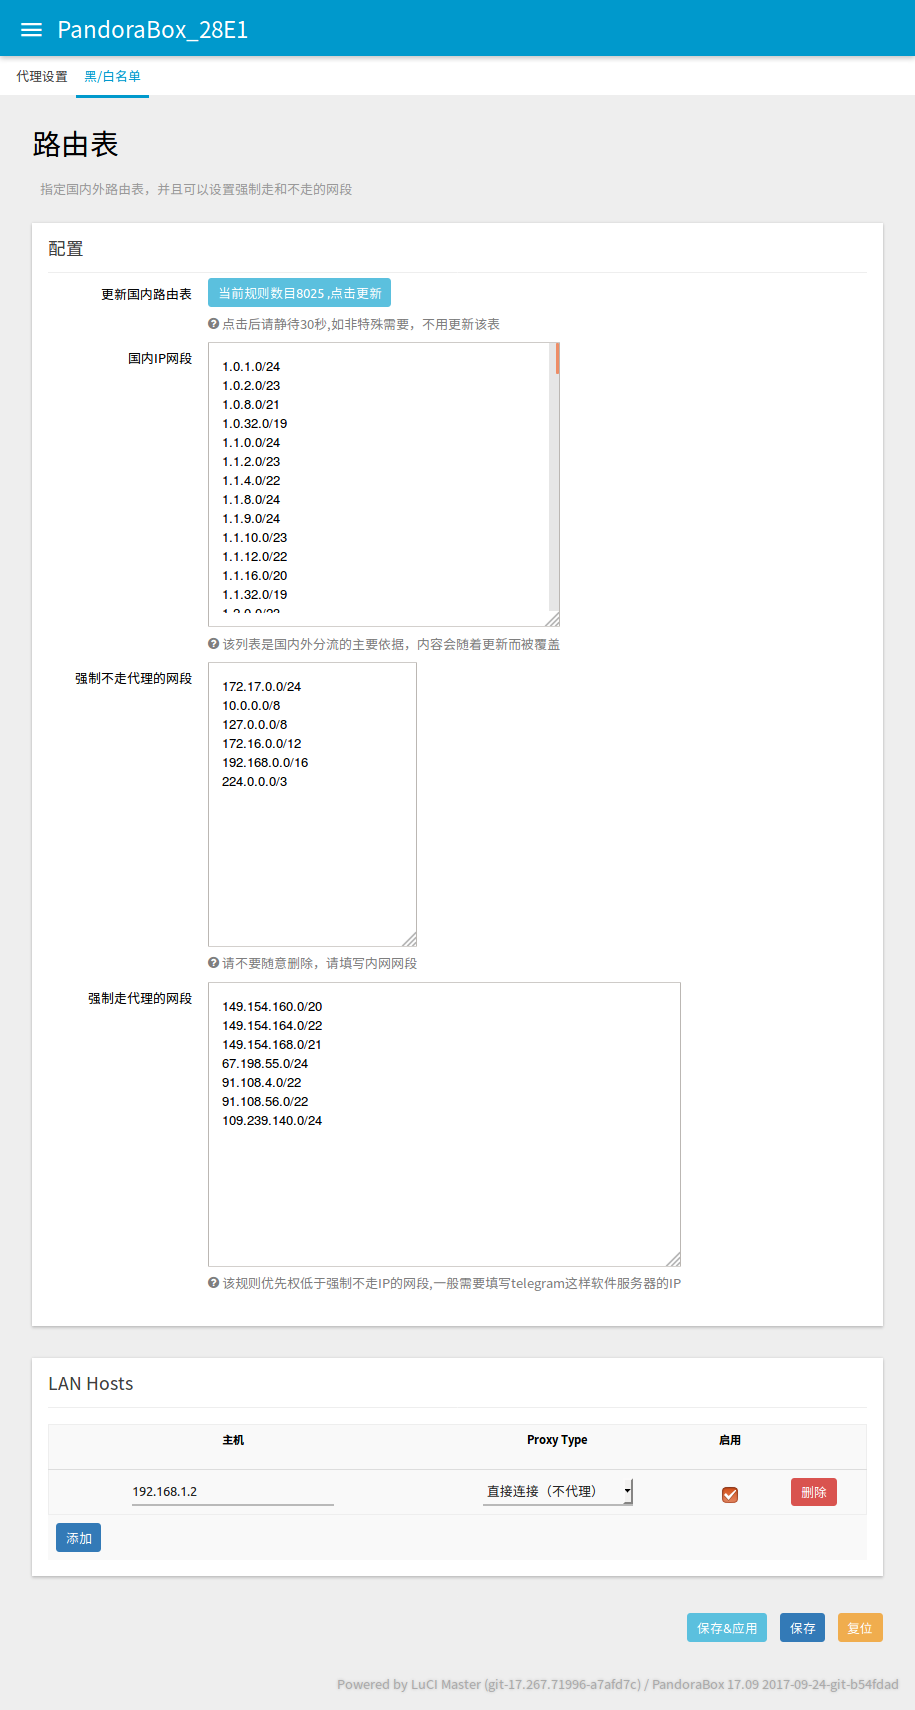 PandoraBox_28E1
代理设置 黑/白名单
路由表
指定国内外路由表，并且可以设置强制走和不走的网段
配置
更新国内路由表 当前规则数目8025 ,点击更新
点击后请静待30秒,如非特殊需要，不用更新该表
国内IP网段
1.0.1.0/24
1.0.2.0/23
1.0.8.0/21
1.0.32.0/19
1.1.0.0/24
1.1.2.0/23
1.1.4.0/22
1.1.8.0/24
1.1.9.0/24
1.1.10.0/23
1.1.12.0/22
1.1.16.0/20
1.1.32.0/19
该列表是国内外分流的主要依据，内容会随着更新而被覆盖
强制不走代理的网段
172.17.0.0/24
10.0.0.0/8
127.0.0.0/8
172.16.0.0/12
192.168.0.0/16
224.0.0.0/3
请不要随意删除，请填写内网网段
强制走代理的网段
149.154.160.0/20
149.154.164.0/22
149.154.168.0/21
67.198.55.0/24
91.108.4.0/22
91.108.56.0/22
109.239.140.0/24
该规则优先权低于强制不走IP的网段,一般需要填写telegram这样软件服务器的IP
LAN Hosts
主机 Proxy Type 启用
192.168.1.2 直接连接（不代理） 删除
添加
保存&应用 保存 复位
Powered by LuCI Master (git-17.267.71996-a7afd7c) / PandoraBox 17.09 2017-09-24-git-b54fdad